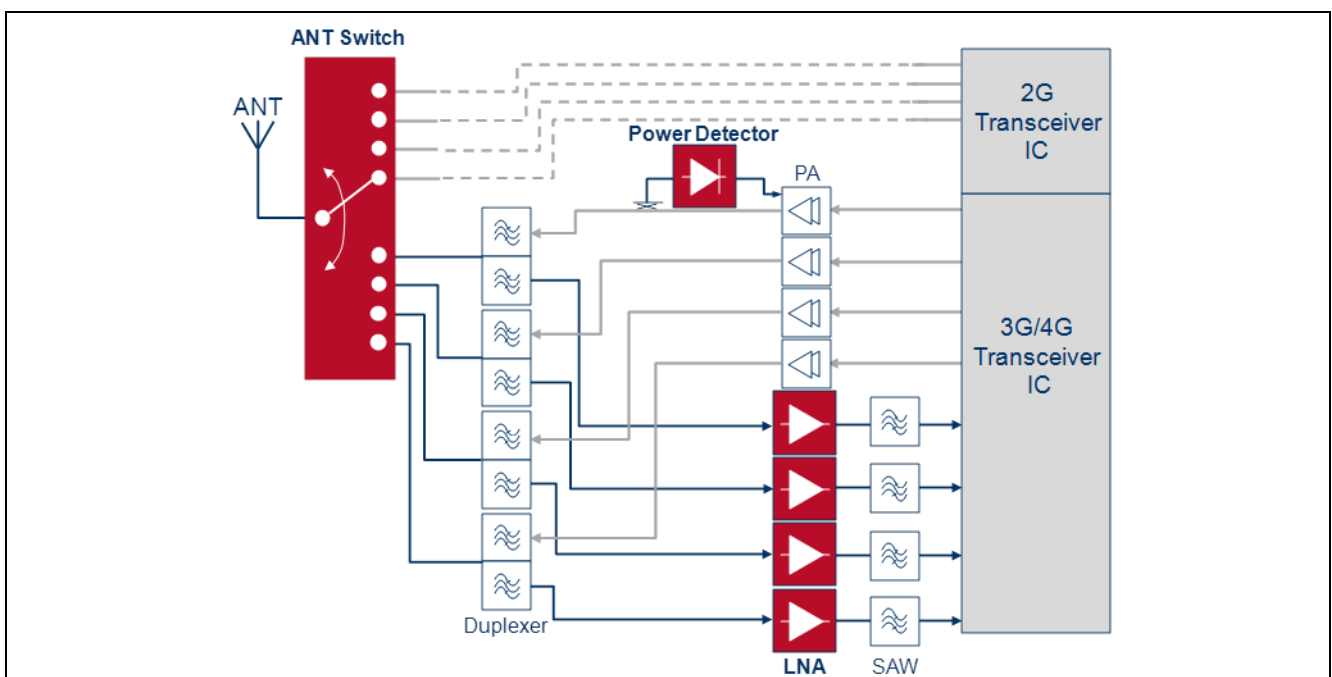 ANT Switch
ANT
2G
Transceiver
IC
Power Detector
PA
3G/4G
Transceiver
IC
Duplexer
LNA
SAW